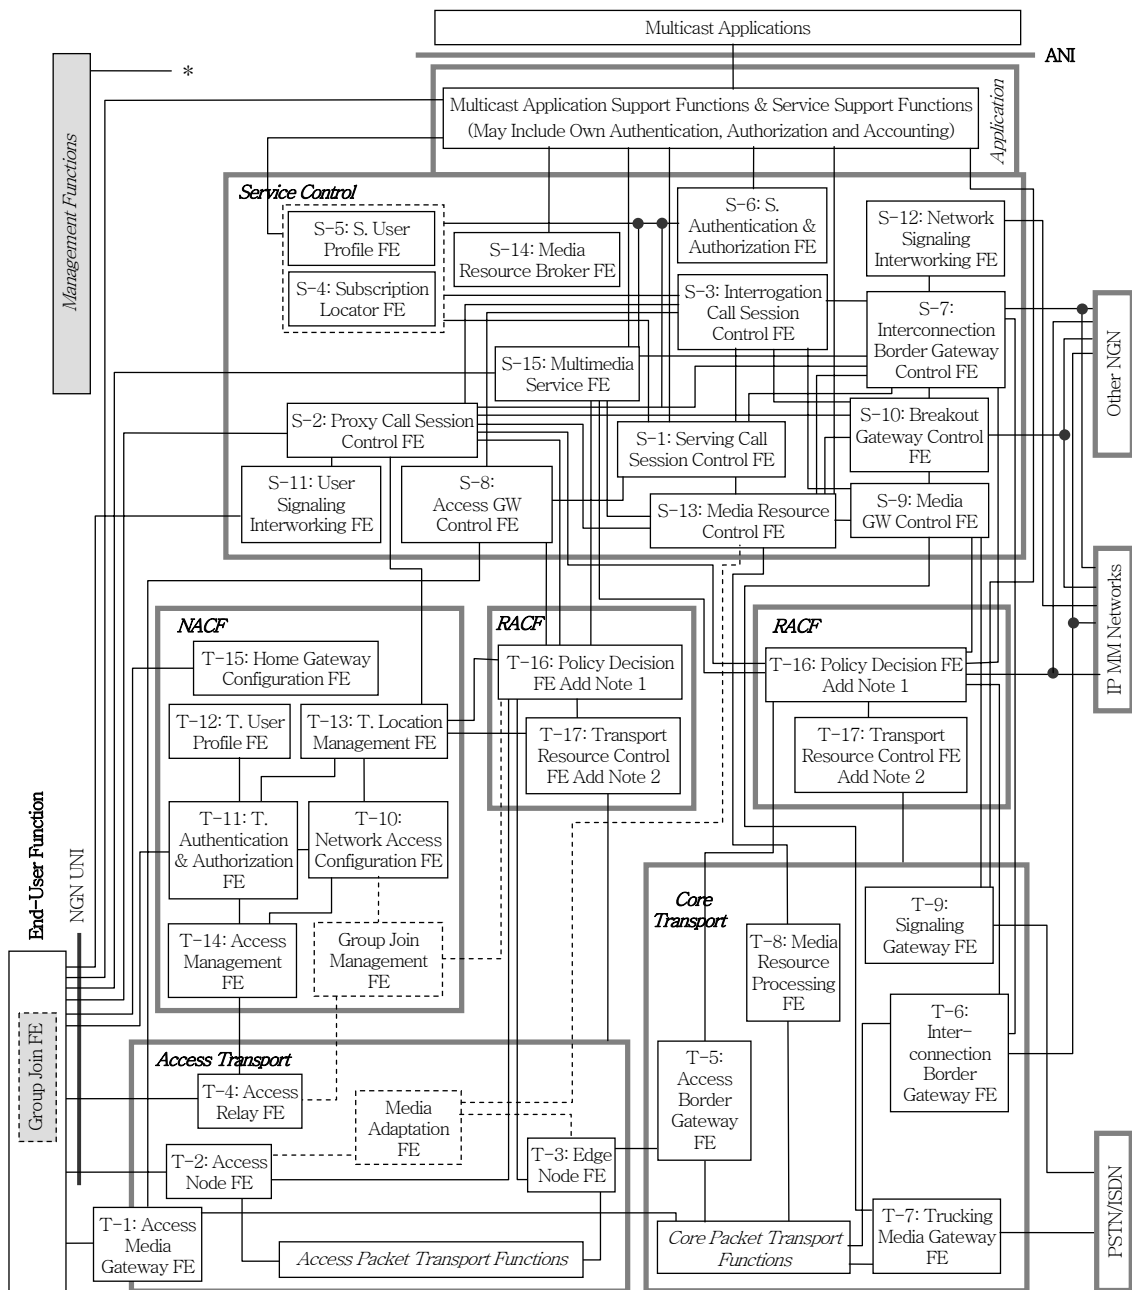 Multicast Applications
ANI
*
Management Functions
Multicast Application Support Functions & Service Support Functions
(May Include Own Authentication, Authorization and Accounting)
Application
Service Control
S-5: S. User
Profile FE
S-4: Subscription
Locator FE
S-14: Media
Resource Broker FE
S-6: S.
Authentication &
Authorization FE
S-12: Network
Signaling
Interworking FE
S-3: Interrogation
Call Session
Control FE
S-7:
Interconnection
Border Gateway
Control FE
Other NGN
S-15: Multimedia
Service FE
S-2: Proxy Call Session
Control FE
S-1: Serving Call
Session Control FE
S-10: Breakout
Gateway Control
FE
S-11: User
Signaling
Interworking FE
S-8:
Access GW
Control FE
S-13: Media Resource
Control FE
S-9: Media
GW Control FE
IP MM Networks
NACF
T-15: Home Gateway
Configuration FE
T-12: T. User
Profile FE
T-13: T. Location
Management FE
T-11: T.
Authentication
& Authorization
FE
T-10:
Network Access
Configuration FE
T-14: Access
Management
FE
Group Join
Management
FE
RACF
T-16: Policy Decision
FE Add Note 1
T-17: Transport
Resource Control
FE Add Note 2
RACF
T-16: Policy Decision FE
Add Note 1
T-17: Transport
Resource Control FE
Add Note 2
End-User Function
NGN UNI
Group Join FE
Access Transport
T-4: Access
Relay FE
Media
Adaptation
FE
T-2: Access
Node FE
T-3: Edge
Node FE
T-1: Access
Media
Gateway FE
Access Packet Transport Functions
Core
Transport
T-9:
Signaling
Gateway FE
T-8: Media
Resource
Processing
FE
T-6:
Inter-
connection
Border
Gateway FE
T-5:
Access
Border
Gateway
FE
Core Packet Transport
Functions
T-7: Trucking
Media Gateway
FE
PSTN/ISDN